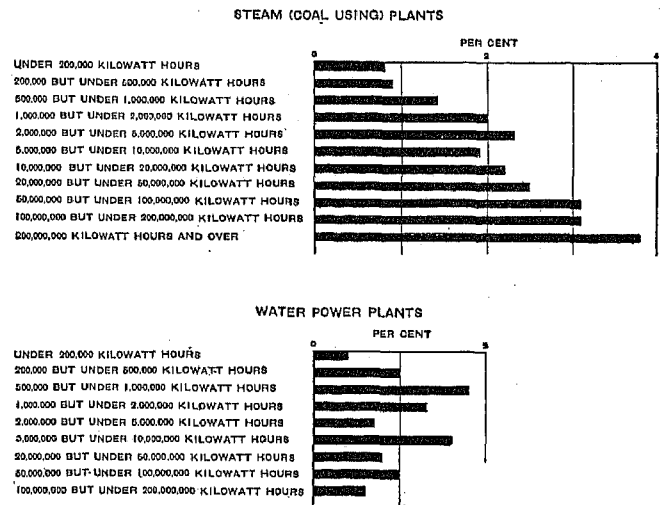 STEAM (COAL USING) PLANTS
PER CENT
0 2 4
UNDER 200,000 KILOWATT HOURS
200,000 BUT UNDER 500,000 KILOWATT HOURS
500,000 BUT UNDER 1,000,000 KILOWATT HOURS
1,000,000 BUT UNDER 2,000,000 KILOWATT HOURS
2,000,000 BUT UNDER 5,000,000 KILOWATT HOURS
5,000,000 BUT UNDER 10,000,000 KILOWATT HOURS
10,000,000 BUT UNDER 20,000,000 KILOWATT HOURS
20,000,000 BUT UNDER 50,000,000 KILOWATT HOURS
50,000,000 BUT UNDER 100,000,000 KILOWATT HOURS
100,000,000 BUT UNDER 200,000,000 KILOWATT HOURS
200,000,000 KILOWATT HOURS AND OVER
WATER POWER PLANTS
PER CENT
0
UNDER 200,000 KILOWATT HOURS
200,000 BUT UNDER 500,000 KILOWATT HOURS
500,000 BUT UNDER 1,000,000 KILOWATT HOURS
1,000,000 BUT UNDER 2,000,000 KILOWATT HOURS
2,000,000 BUT UNDER 5,000,000 KILOWATT HOURS
5,000,000 BUT UNDER 10,000,000 KILOWATT HOURS
20,000,000 BUT UNDER 50,000,000 KILOWATT HOURS
50,000,000 BUT UNDER 100,000,000 KILOWATT HOURS
100,000,000 BUT UNDER 200,000,000 KILOWATT HOURS